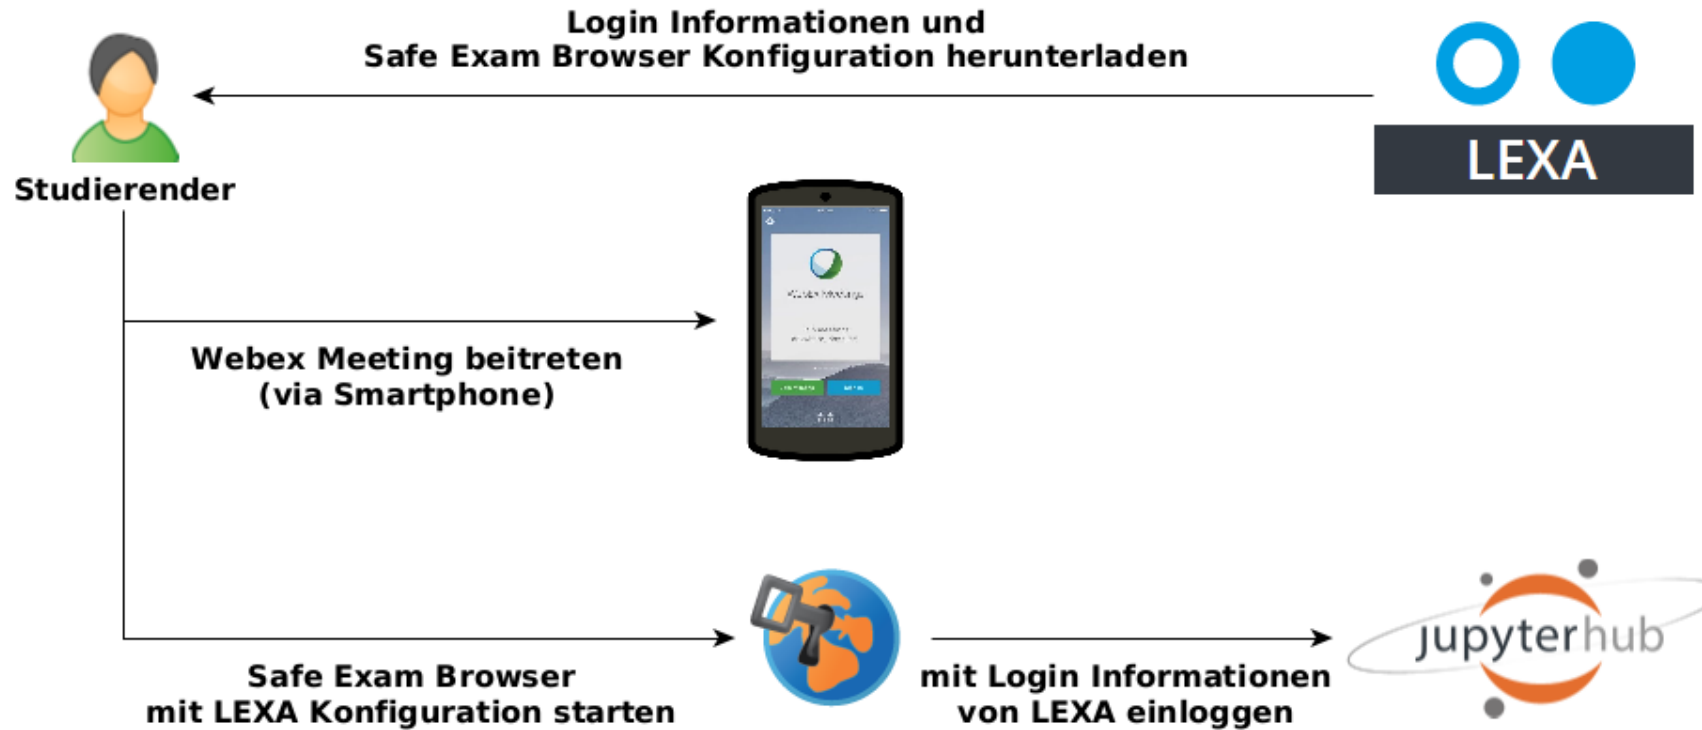 Login Informationen und
Safe Exam Browser Konfiguration herunterladen
LEXA
Studierender
Webex Meeting beitreten
(via Smartphone)
Safe Exam Browser
mit LEXA Konfiguration starten
mit Login Informationen
von LEXA einloggen
jupyterhub